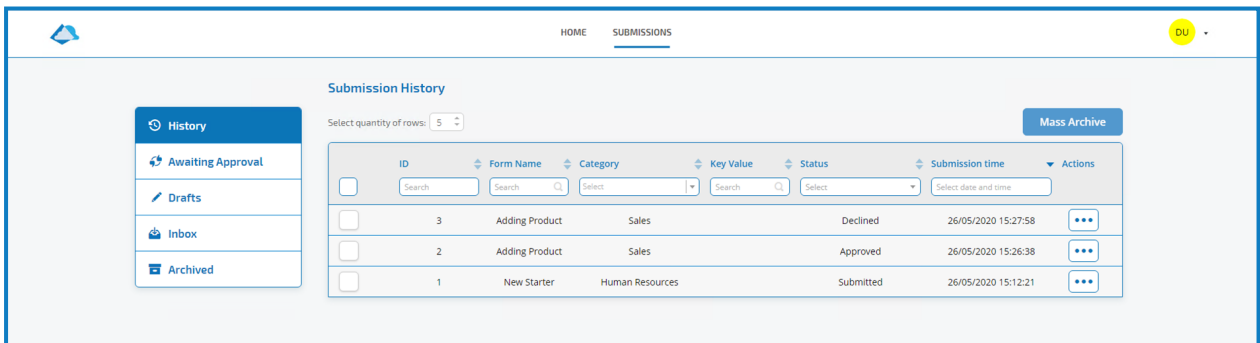 HOME SUBMISSIONS DU
Submission History
Select quantity of rows: 5
Mass Archive
History
Awaiting Approval
Drafts
Inbox
Archived
ID Form Name Category Key Value Status Submission time Actions
Search Search Select Search Select Select date and time
3 Adding Product Sales Declined 26/05/2020 15:27:58
2 Adding Product Sales Approved 26/05/2020 15:26:38
1 New Starter Human Resources Submitted 26/05/2020 15:12:21